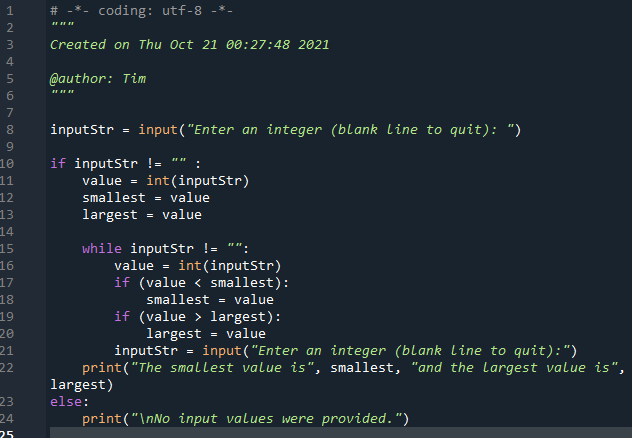 1 # -*- coding: utf-8 -*-
2 """
3 Created on Thu Oct 21 00:27:48 2021
4
5 @author: Tim
6 """
7
8 inputStr = input("Enter an integer (blank line to quit): ")
9
10 if inputStr != "" :
11     value = int(inputStr)
12     smallest = value
13     largest = value
14
15     while inputStr != "":
16         value = int(inputStr)
17         if (value < smallest):
18             smallest = value
19         if (value > largest):
20             largest = value
21         inputStr = input("Enter an integer (blank line to quit):")
22     print("The smallest value is", smallest, "and the largest value is",
largest)
23 else:
24     print("\nNo input values were provided.")
25